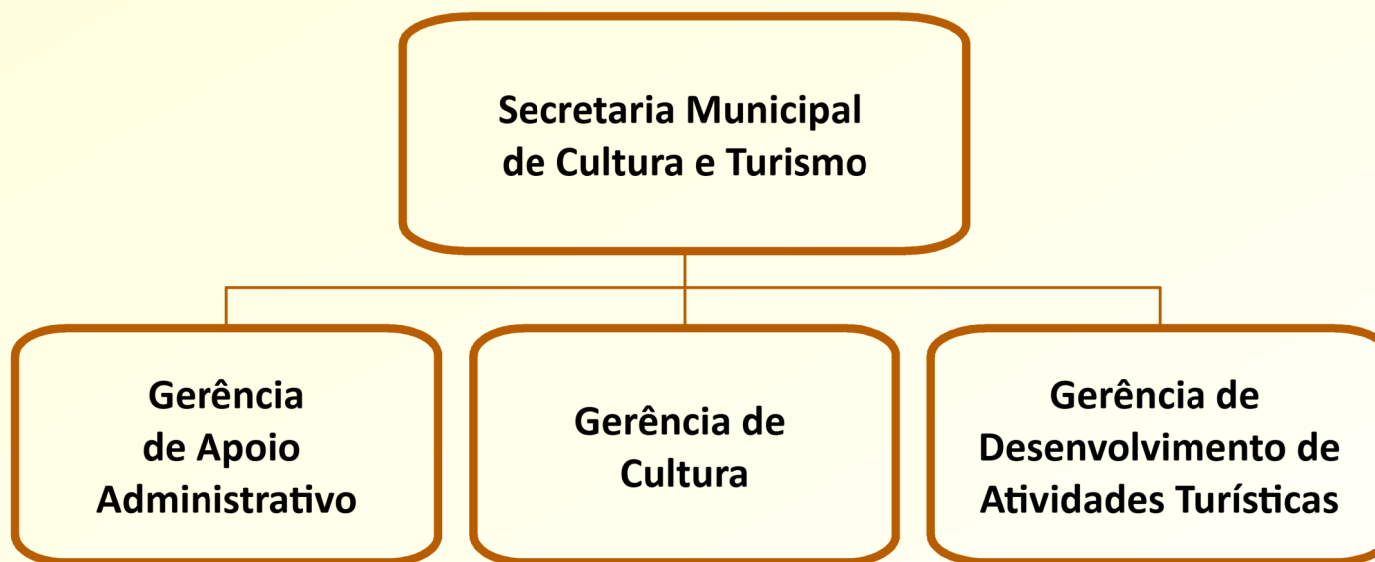 Secretaria Municipal
de Cultura e Turismo
Gerência
de Apoio
Administrativo
Gerência de
Cultura
Gerência de
Desenvolvimento de
Atividades Turísticas